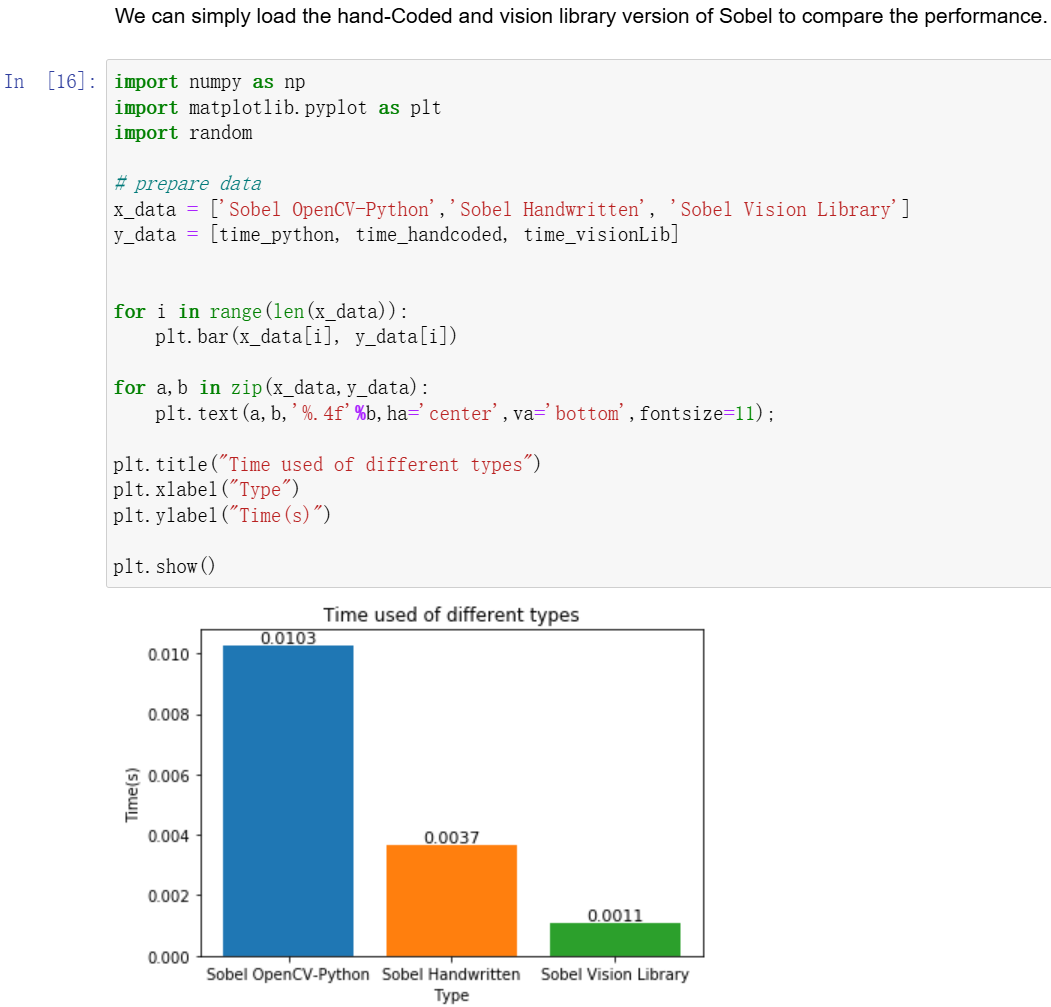 We can simply load the hand-Coded and vision library version of Sobel to compare the performance.
In [16]:
import numpy as np
import matplotlib.pyplot as plt
import random
# prepare data
x_data = ['Sobel OpenCV-Python','Sobel Handwritten', 'Sobel Vision Library']
y_data = [time_python, time_handcoded, time_visionLib]
for i in range(len(x_data)):
    plt.bar(x_data[i], y_data[i])
for a,b in zip(x_data,y_data):
    plt.text(a,b,'%.4f'%b,ha='center',va='bottom',fontsize=11);
plt.title("Time used of different types")
plt.xlabel("Type")
plt.ylabel("Time(s)")
plt.show()
Time used of different types
0.0103
0.010
0.008
0.006
Time(s)
0.004
0.0037
0.002
0.0011
0.000
Sobel OpenCV-Python Sobel Handwritten Sobel Vision Library
Type